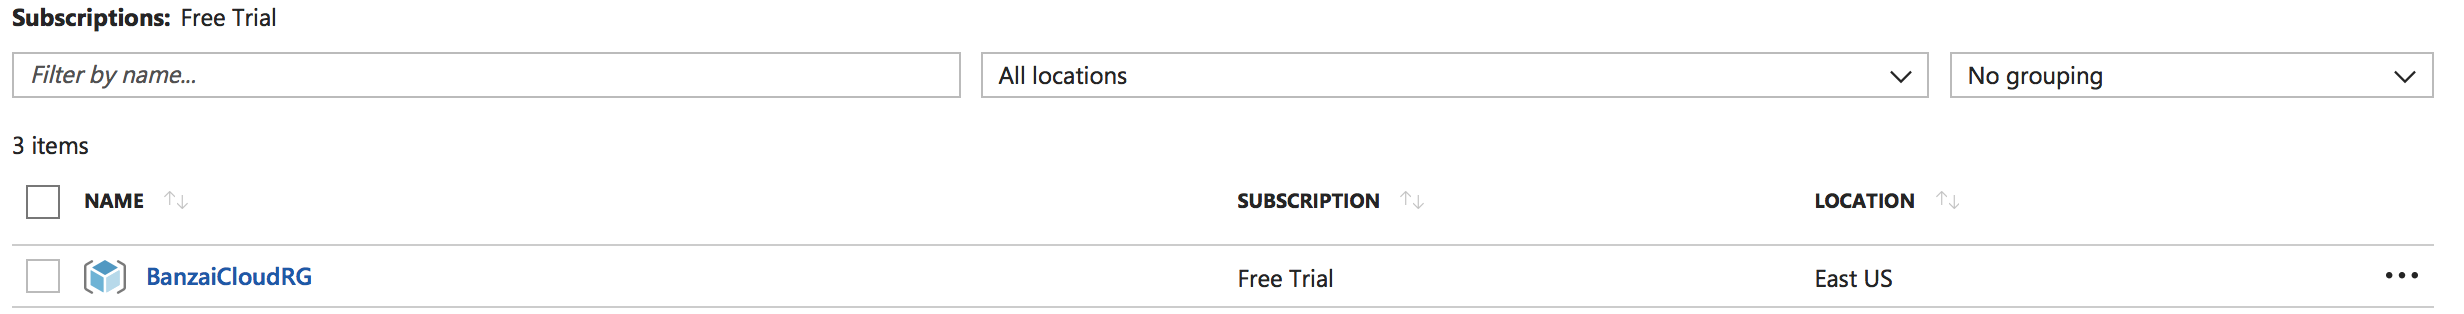 Subscriptions: Free Trial
Filter by name... All locations No grouping
3 items
NAME SUBSCRIPTION LOCATION
BanzaiCloudRG Free Trial East US